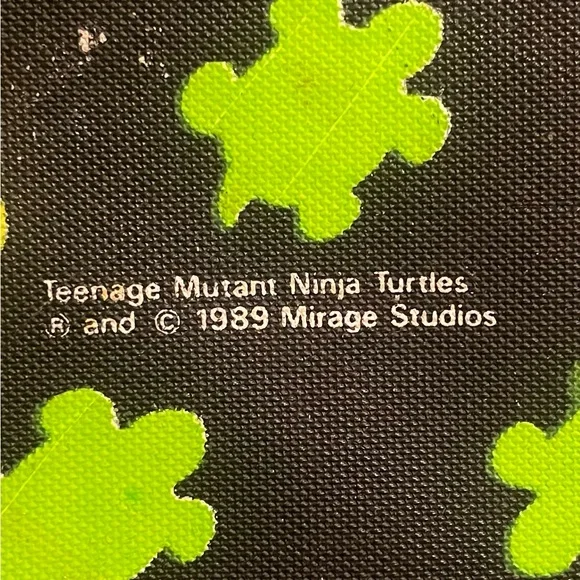 Teenage Mutant Ninja Turtles
® and © 1989 Mirage Studios